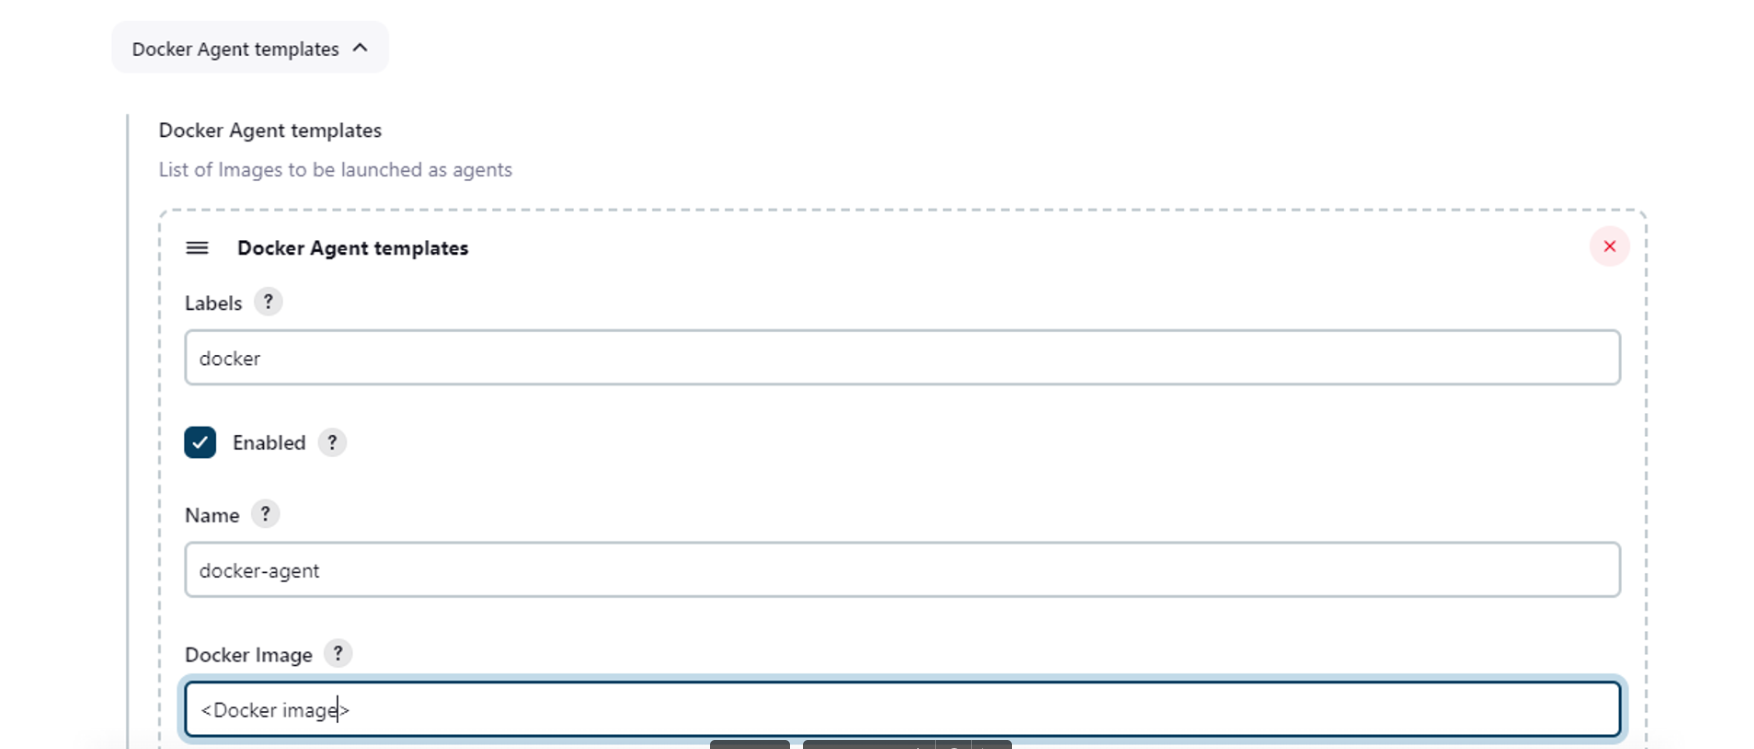 Docker Agent templates
Docker Agent templates
List of Images to be launched as agents
Docker Agent templates
Labels ?
docker
Enabled ?
Name ?
docker-agent
Docker Image ?
<Docker image>